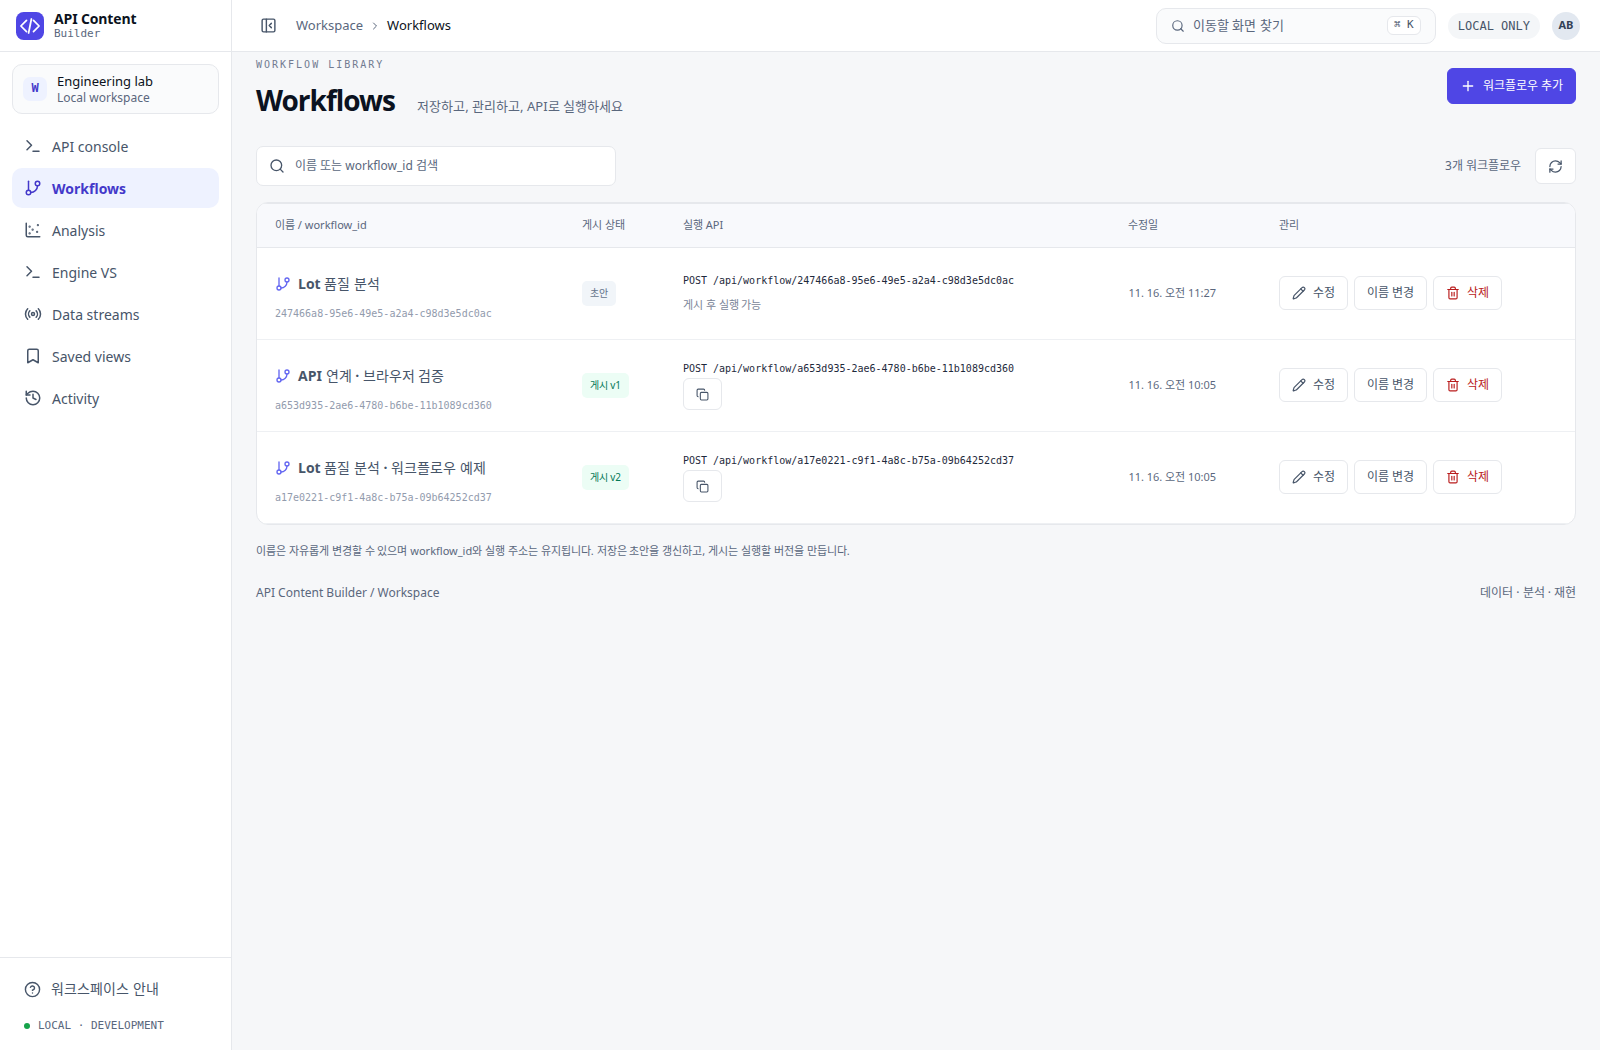 API Content
Builder
Workspace > Workflows
이동할 화면 찾기
⌘ K
LOCAL ONLY
AB
W
Engineering lab
Local workspace
API console
Workflows
Analysis
Engine VS
Data streams
Saved views
Activity
워크스페이스 안내
LOCAL · DEVELOPMENT
WORKFLOW LIBRARY
Workflows 저장하고, 관리하고, API로 실행하세요
워크플로우 추가
이름 또는 workflow_id 검색
3개 워크플로우
이름 / workflow_id 게시 상태 실행 API 수정일 관리
Lot 품질 분석
247466a8-95e6-49e5-a2a4-c98d3e5dc0ac
초안
POST /api/workflow/247466a8-95e6-49e5-a2a4-c98d3e5dc0ac
게시 후 실행 가능
11. 16. 오전 11:27
수정 이름 변경 삭제
API 연계 · 브라우저 검증
a653d935-2ae6-4780-b6be-11b1089cd360
게시 v1
POST /api/workflow/a653d935-2ae6-4780-b6be-11b1089cd360
11. 16. 오전 10:05
수정 이름 변경 삭제
Lot 품질 분석 · 워크플로우 예제
a17e0221-c9f1-4a8c-b75a-09b64252cd37
게시 v2
POST /api/workflow/a17e0221-c9f1-4a8c-b75a-09b64252cd37
11. 16. 오전 10:05
수정 이름 변경 삭제
이름은 자유롭게 변경할 수 있으며 workflow_id와 실행 주소는 유지됩니다. 저장은 초안을 갱신하고, 게시는 실행할 버전을 만듭니다.
API Content Builder / Workspace
데이터 · 분석 · 재현